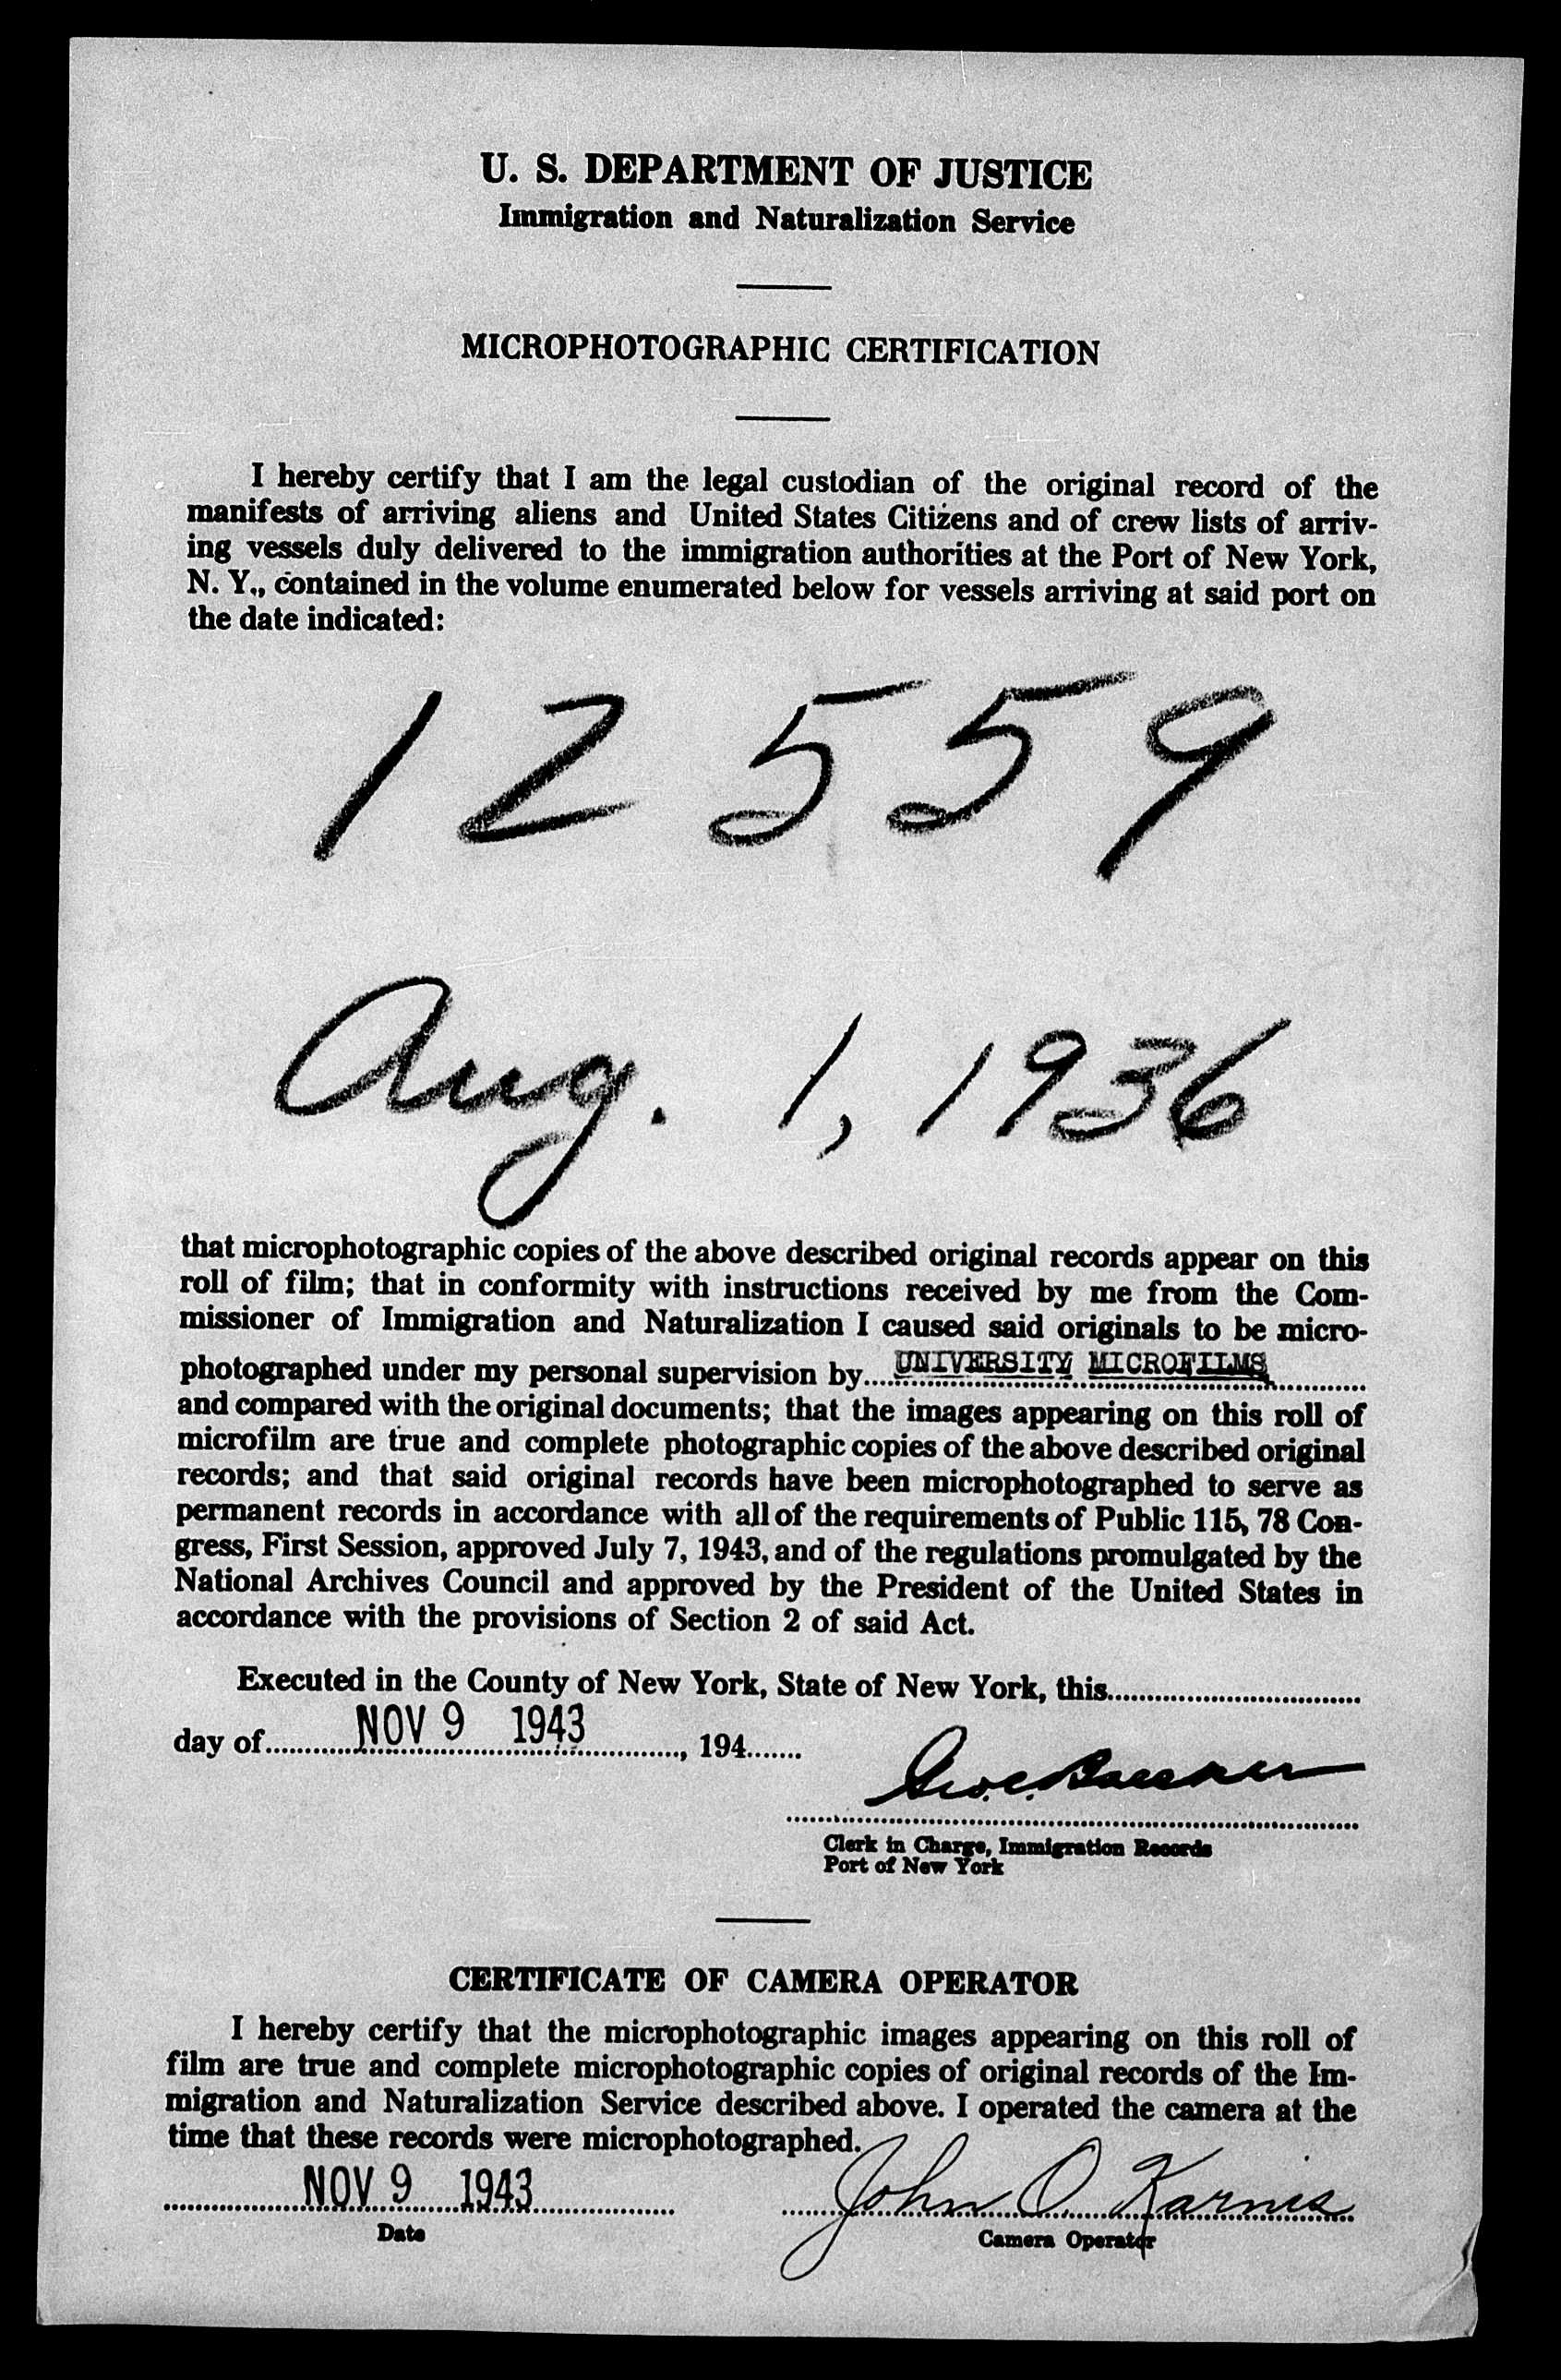 U. S. DEPARTMENT OF JUSTICE
Immigration and Naturalization Service
MICROPHOTOGRAPHIC CERTIFICATION
I hereby certify that I am the legal custodian of the original record of the
manifests of arriving aliens and United States Citizens and of crew lists of arriv-
ing vessels duly delivered to the immigration authorities at the Port of New York,
N. Y., contained in the volume enumerated below for vessels arriving at said port on
the date indicated:
12559
Aug. 1, 1936
that microphotographic copies of the above described original records appear on this
roll of film; that in conformity with instructions received by me from the Com-
missioner of Immigration and Naturalization I caused said originals to be micro-
photographed under my personal supervision by UNIVERSITY MICROFILMS
and compared with the original documents; that the images appearing on this roll of
microfilm are true and complete photographic copies of the above described original
records; and that said original records have been microphotographed to serve as
permanent records in accordance with all of the requirements of Public 115, 78 Con-
gress, First Session, approved July 7, 1943, and of the regulations promulgated by the
National Archives Council and approved by the President of the United States in
accordance with the provisions of Section 2 of said Act.
Executed in the County of New York, State of New York, this
day of NOV 9 1943, 194
Geo. C.
Clerk in Charge, Immigration Records
Port of New York
CERTIFICATE OF CAMERA OPERATOR
I hereby certify that the microphotographic images appearing on this roll of
film are true and complete microphotographic copies of original records of the Im-
migration and Naturalization Service described above. I operated the camera at the
time that these records were microphotographed.
NOV 9 1943 John O. Karnis
Date
Camera Operator